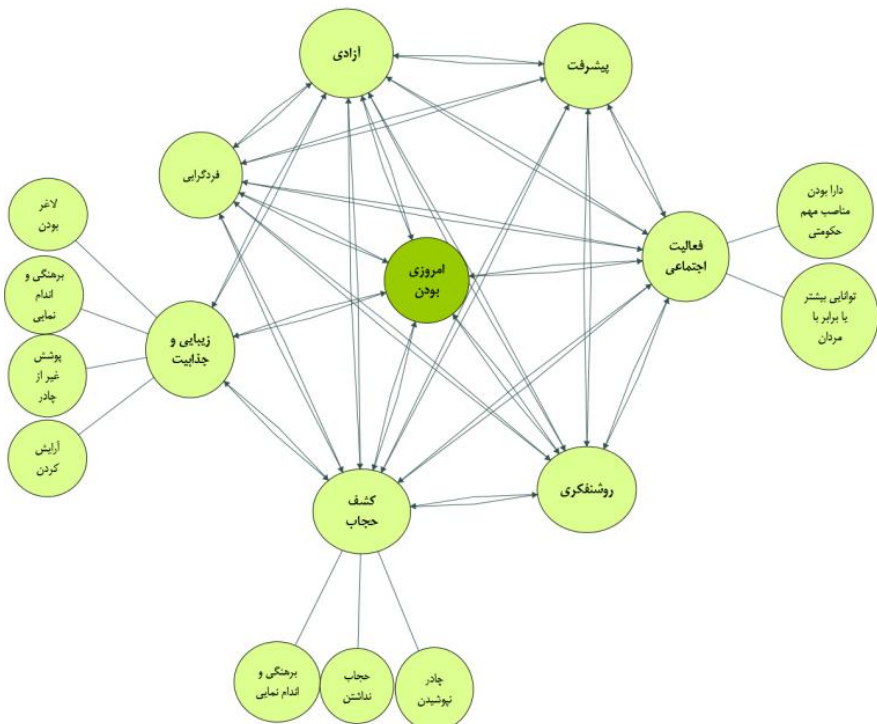 آزادی
پیشرفت
فردگرایی
لاغر
بودن
دارا بودن
مناصب مهم
حکومتی
فعالیت
اجتماعی
امروزی
بودن
برهنگی و
اندام
نمایی
توانایی بیشتر
یا برابر با
مردان
زیبایی و
جذابیت
پوشش
غیر از
چادر
آرایش
کردن
روشنفکری
کشف
حجاب
برهنگی و
اندام نمایی
حجاب
نداشتن
چادر
نپوشیدن